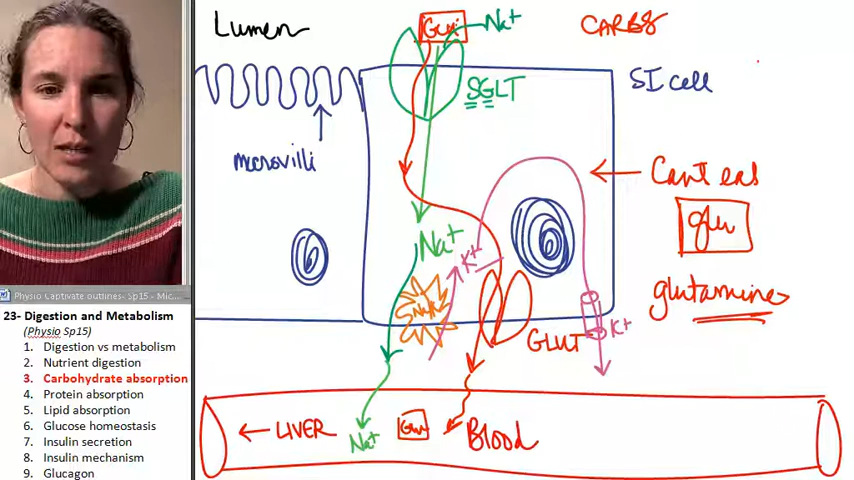 Lumen
Na+
CARBS
SGLT
SI cell
microvilli
Can't eat
glu
Na+
K+
glutamine
SNaK
GLUT
K+
LIVER
Na+
Glu
Blood
Physio Captivate outlines- Sp15 - Mic...
23- Digestion and Metabolism
(Physio Sp15)
1. Digestion vs metabolism
2. Nutrient digestion
3. Carbohydrate absorption
4. Protein absorption
5. Lipid absorption
6. Glucose homeostasis
7. Insulin secretion
8. Insulin mechanism
9. Glucagon